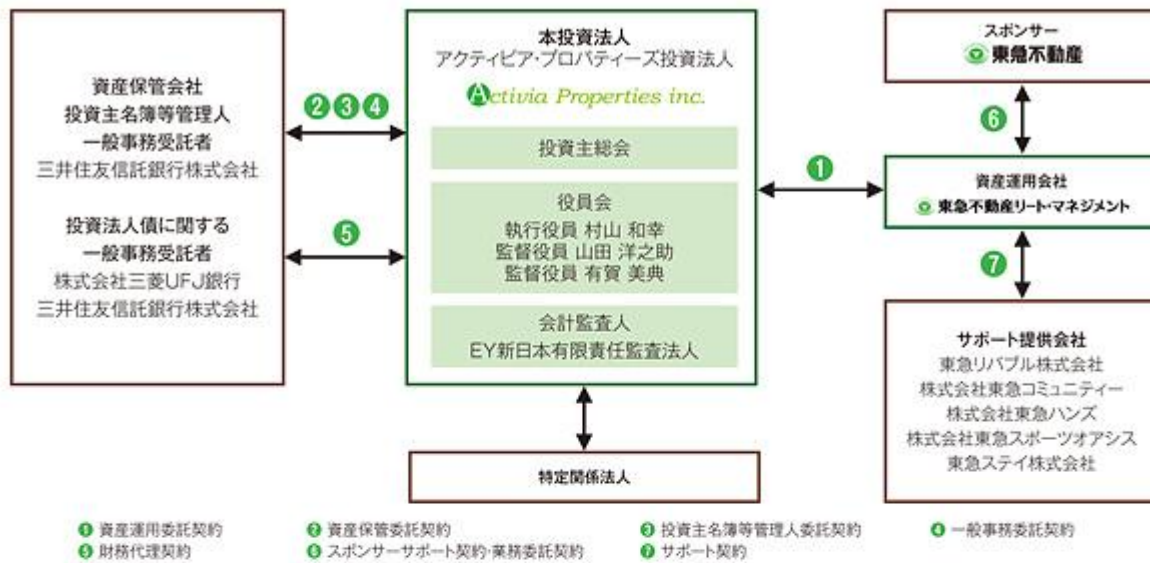 資産保管会社
投資主名簿等管理人
一般事務受託者
三井住友信託銀行株式会社
投資法人債に関する
一般事務受託者
株式会社三菱UFJ銀行
三井住友信託銀行株式会社
❷❸❹
❺
本投資法人
アクティビア・プロパティーズ投資法人
Activia Properties inc.
投資主総会
役員会
執行役員 村山 和幸
監督役員 山田 洋之助
監督役員 有賀 美典
会計監査人
EY新日本有限責任監査法人
特定関係法人
❶
スポンサー
東急不動産
❻
資産運用会社
東急不動産リート・マネジメント
❼
サポート提供会社
東急リバブル株式会社
株式会社東急コミュニティー
株式会社東急ハンズ
株式会社東急スポーツオアシス
東急ステイ株式会社
❶ 資産運用委託契約 ❷ 資産保管委託契約 ❸ 投資主名簿等管理人委託契約 ❹ 一般事務委託契約
❺ 財務代理契約 ❻ スポンサーサポート契約・業務委託契約 ❼ サポート契約